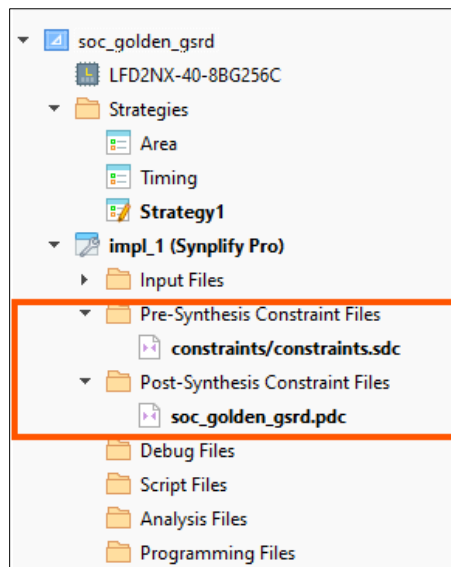 soc_golden_gsrd
LFD2NX-40-8BG256C
Strategies
Area
Timing
Strategy1
impl_1 (Synplify Pro)
Input Files
Pre-Synthesis Constraint Files
constraints/constraints.sdc
Post-Synthesis Constraint Files
soc_golden_gsrd.pdc
Debug Files
Script Files
Analysis Files
Programming Files